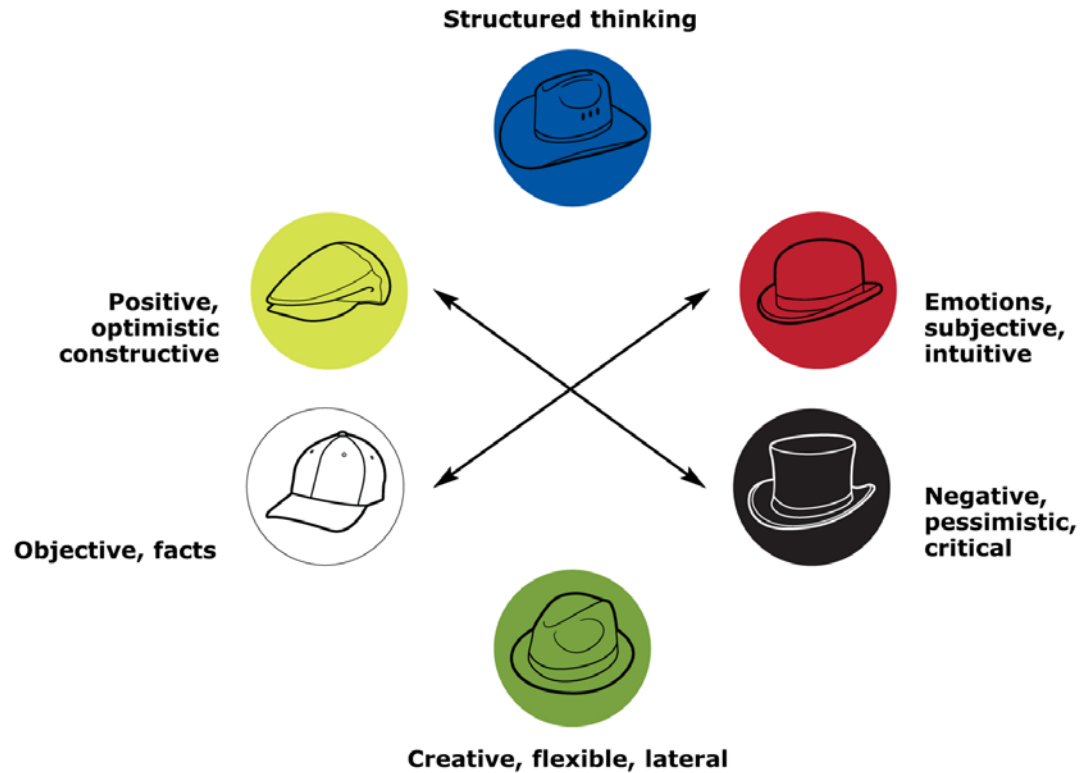 Structured thinking
Positive,
optimistic
constructive
Emotions,
subjective,
intuitive
Objective, facts
Negative,
pessimistic,
critical
Creative, flexible, lateral